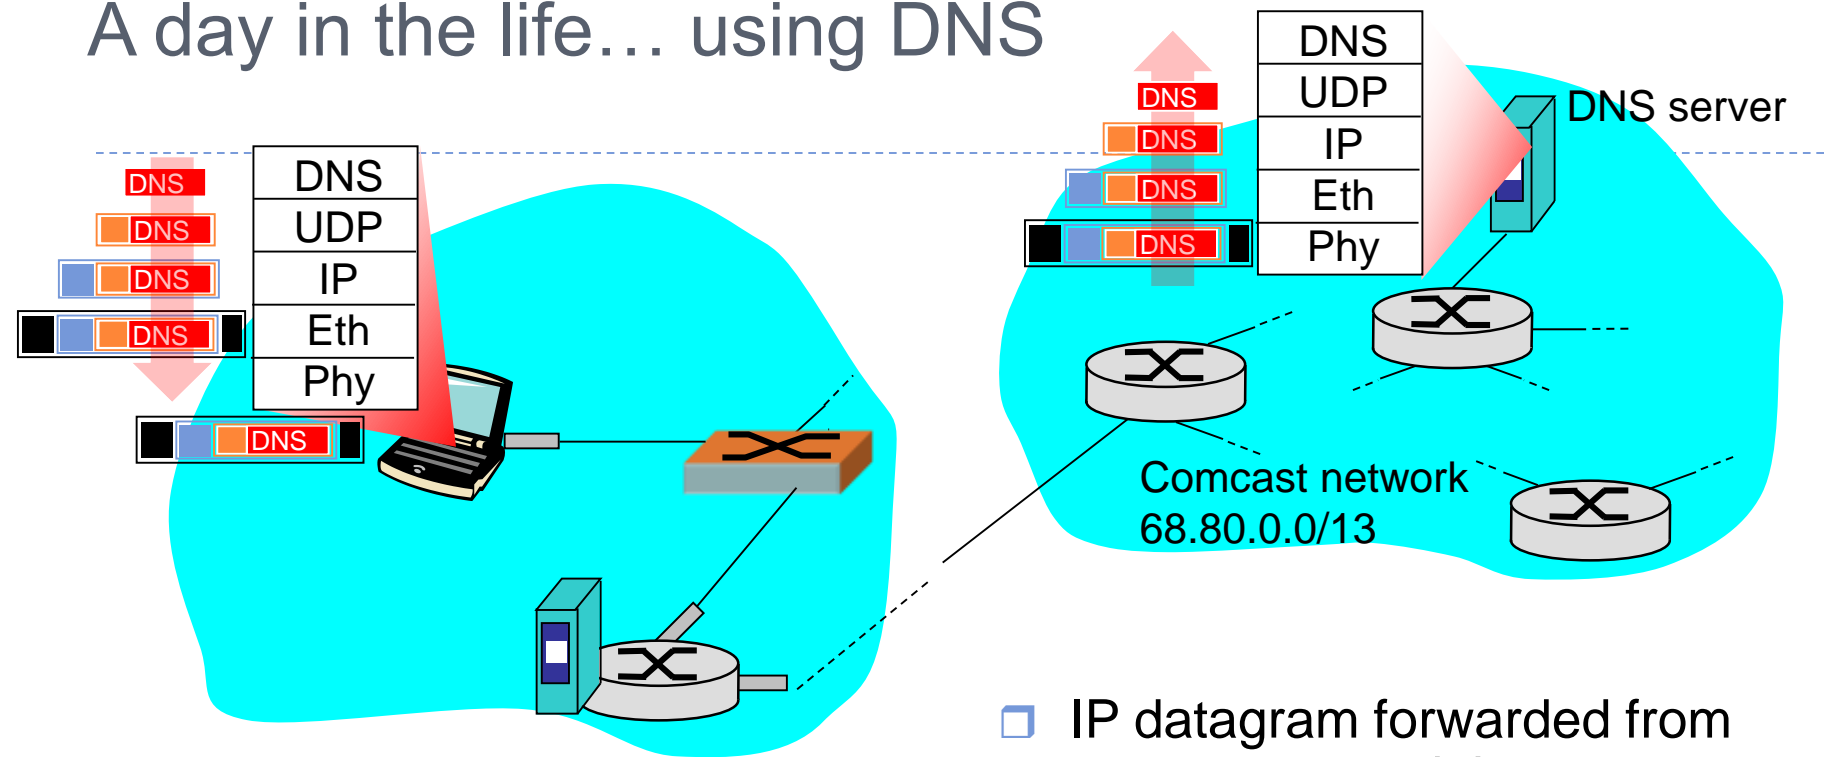 A day in the life… using DNS
DNS
DNS
DNS
DNS
DNS
DNS
UDP
IP
Eth
Phy
DNS
DNS
DNS
DNS
DNS
UDP
IP
Eth
Phy
DNS server
Comcast network
68.80.0.0/13
IP datagram forwarded from